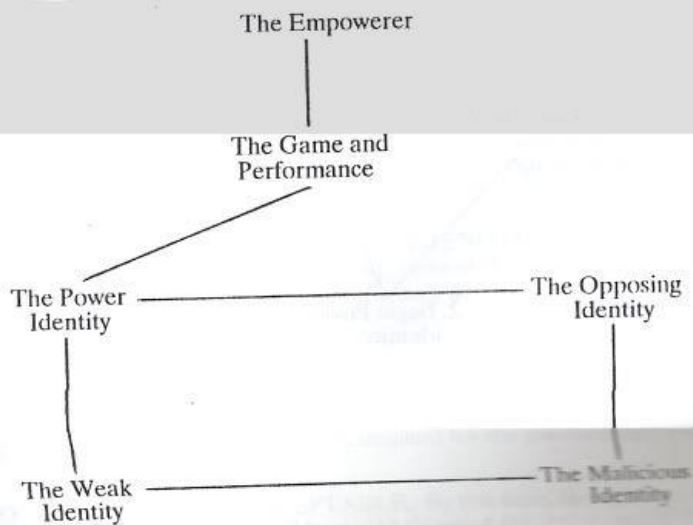 The Empowerer
The Game and
Performance
The Power
Identity
The Opposing
Identity
The Weak
Identity
The Malicious
Identity